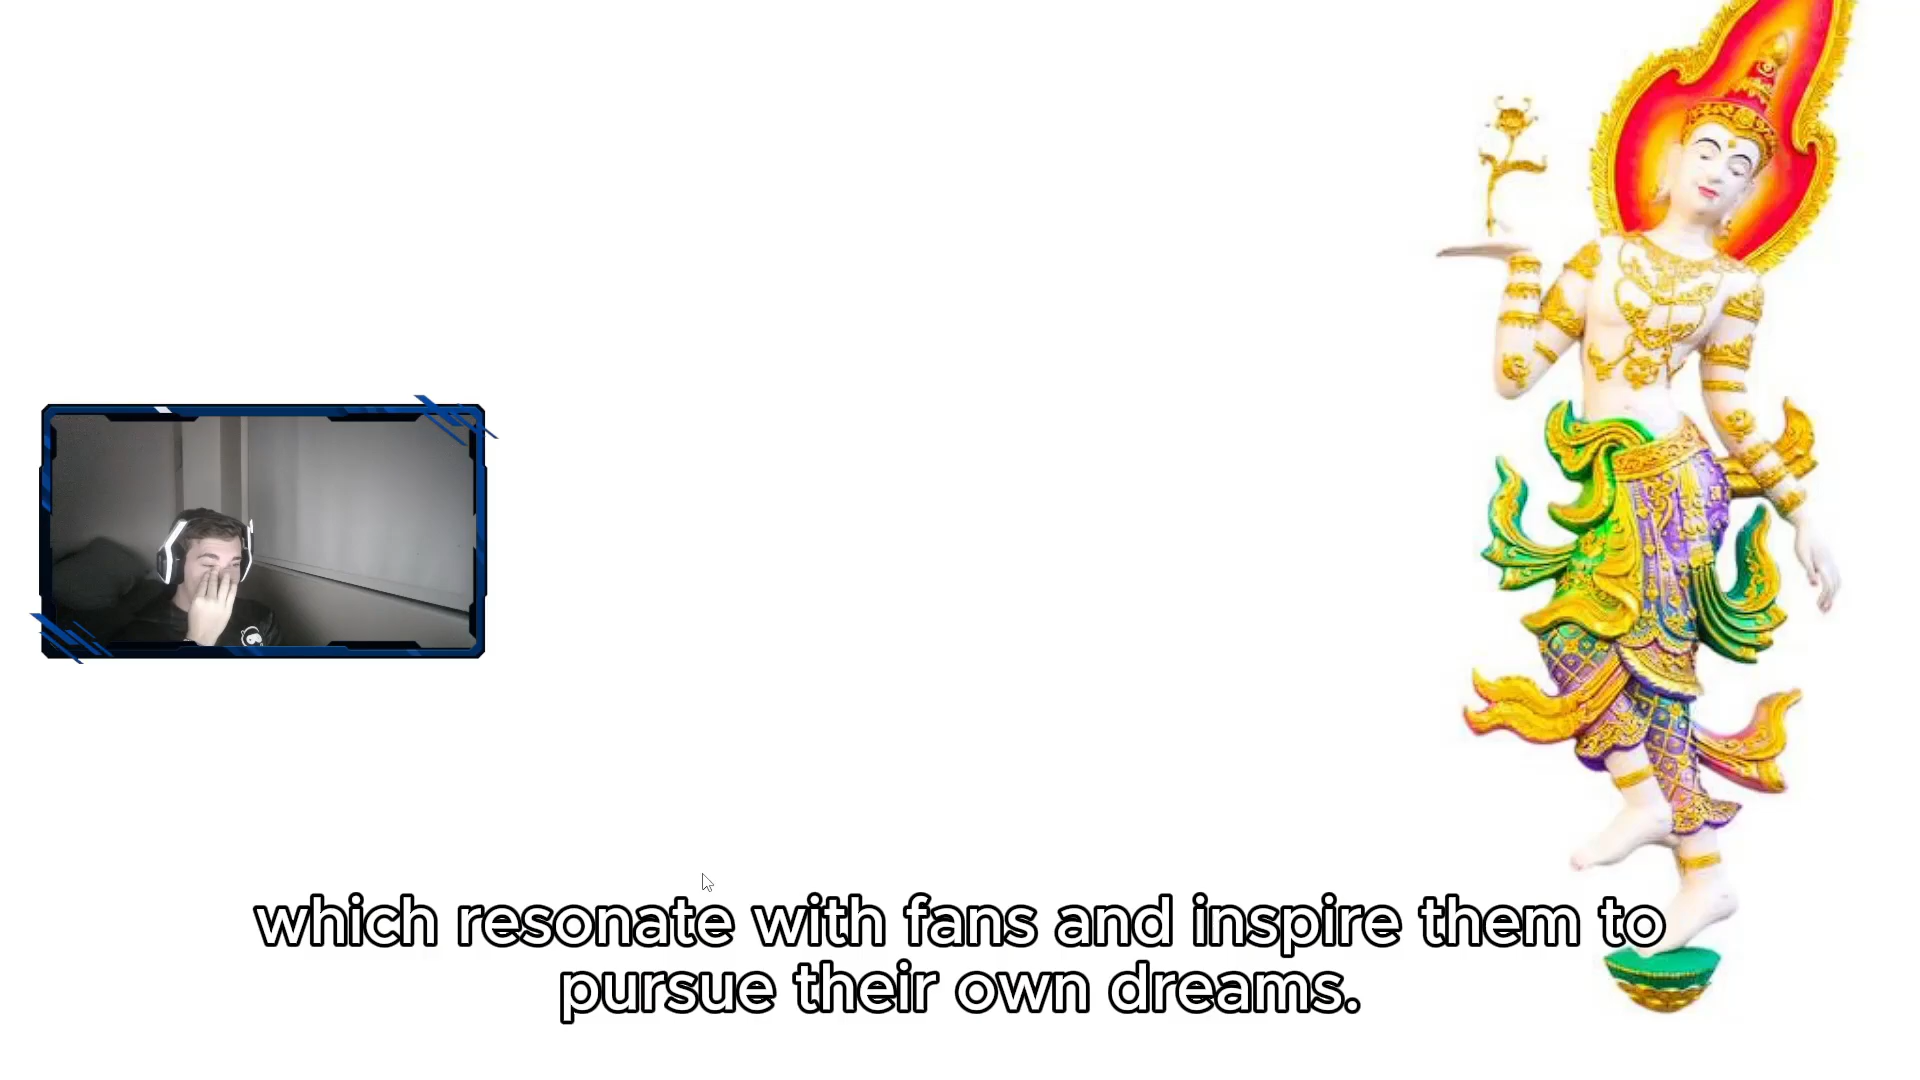 which resonate with fans and inspire them to
pursue their own dreams.